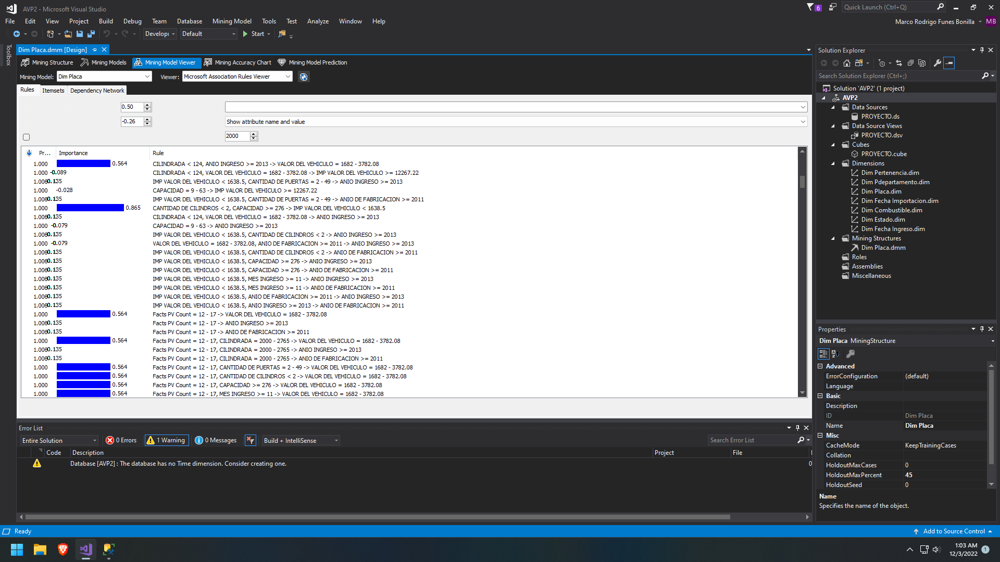 AVP2 - Microsoft Visual Studio
6
Quick Launch (Ctrl+Q)
File Edit View Project Build Debug Team Database Mining Model Tools Test Analyze Window Help
Marco Rodrigo Funes Bonilla MB
Develop Default Start
Toolbox
Dim Placa.dmm [Design]
Mining Structure Mining Models Mining Model Viewer Mining Accuracy Chart Mining Model Prediction
Mining Model: Dim Placa Viewer: Microsoft Association Rules Viewer
Rules Itemsets Dependency Network
0.50
-0.26 Show attribute name and value
2000
Pr... Importance Rule
1.000 0.564 CILINDRADA < 124, ANIO INGRESO >= 2013 -> VALOR DEL VEHICULO = 1682 - 3782.08
1.000 -0.089 CILINDRADA < 124, VALOR DEL VEHICULO = 1682 - 3782.08 -> IMP VALOR DEL VEHICULO >= 12267.22
1.000 -0.135 IMP VALOR DEL VEHICULO < 1638.5, CANTIDAD DE PUERTAS = 2 - 49 -> ANIO INGRESO >= 2013
1.000 -0.028 CAPACIDAD = 9 - 63 -> IMP VALOR DEL VEHICULO >= 12267.22
1.000 -0.135 IMP VALOR DEL VEHICULO < 1638.5, CANTIDAD DE PUERTAS = 2 - 49 -> ANIO DE FABRICACION >= 2011
1.000 0.865 CANTIDAD DE CILINDROS < 2, CAPACIDAD >= 276 -> IMP VALOR DEL VEHICULO < 1638.5
1.000 -0.135 CILINDRADA < 124, VALOR DEL VEHICULO = 1682 - 3782.08 -> ANIO INGRESO >= 2013
1.000 -0.079 CAPACIDAD = 9 - 63 -> ANIO INGRESO >= 2013
1.000 -0.135 IMP VALOR DEL VEHICULO < 1638.5, CANTIDAD DE CILINDROS < 2 -> ANIO INGRESO >= 2013
1.000 -0.079 VALOR DEL VEHICULO = 1682 - 3782.08, ANIO DE FABRICACION >= 2011 -> ANIO INGRESO >= 2013
1.000 -0.135 IMP VALOR DEL VEHICULO < 1638.5, CANTIDAD DE CILINDROS < 2 -> ANIO DE FABRICACION >= 2011
1.000 -0.135 IMP VALOR DEL VEHICULO < 1638.5, CAPACIDAD >= 276 -> ANIO INGRESO >= 2013
1.000 -0.135 IMP VALOR DEL VEHICULO < 1638.5, CAPACIDAD >= 276 -> ANIO DE FABRICACION >= 2011
1.000 -0.135 IMP VALOR DEL VEHICULO < 1638.5, MES INGRESO >= 11 -> ANIO INGRESO >= 2013
1.000 -0.135 IMP VALOR DEL VEHICULO < 1638.5, MES INGRESO >= 11 -> ANIO DE FABRICACION >= 2011
1.000 -0.135 IMP VALOR DEL VEHICULO < 1638.5, ANIO DE FABRICACION >= 2011 -> ANIO INGRESO >= 2013
1.000 -0.135 IMP VALOR DEL VEHICULO < 1638.5, ANIO INGRESO >= 2013 -> ANIO DE FABRICACION >= 2011
1.000 0.564 Facts PV Count = 12 - 17 -> VALOR DEL VEHICULO = 1682 - 3782.08
1.000 -0.135 Facts PV Count = 12 - 17 -> ANIO INGRESO >= 2013
1.000 -0.135 Facts PV Count = 12 - 17 -> ANIO DE FABRICACION >= 2011
1.000 0.564 Facts PV Count = 12 - 17, CILINDRADA = 2000 - 2765 -> VALOR DEL VEHICULO = 1682 - 3782.08
1.000 -0.135 Facts PV Count = 12 - 17, CILINDRADA = 2000 - 2765 -> ANIO INGRESO >= 2013
1.000 -0.135 Facts PV Count = 12 - 17, CILINDRADA = 2000 - 2765 -> ANIO DE FABRICACION >= 2011
1.000 0.564 Facts PV Count = 12 - 17, CANTIDAD DE PUERTAS = 2 - 49 -> VALOR DEL VEHICULO = 1682 - 3782.08
1.000 0.564 Facts PV Count = 12 - 17, CANTIDAD DE CILINDROS < 2 -> VALOR DEL VEHICULO = 1682 - 3782.08
1.000 0.564 Facts PV Count = 12 - 17, CAPACIDAD >= 276 -> VALOR DEL VEHICULO = 1682 - 3782.08
1.000 0.564 Facts PV Count = 12 - 17, MES INGRESO >= 11 -> VALOR DEL VEHICULO = 1682 - 3782.08
Error List
Entire Solution 0 Errors 1 Warning 0 Messages Build + IntelliSense Search Error List
Code Description Project File
Database [AVP2] : The database has no Time dimension. Consider creating one. 0
Solution Explorer
Search Solution Explorer (Ctrl+;)
Solution 'AVP2' (1 project)
AVP2
Data Sources
PROYECTO.ds
Data Source Views
PROYECTO.dsv
Cubes
PROYECTO.cube
Dimensions
Dim Pertenencia.dim
Dim Pdepartamento.dim
Dim Placa.dim
Dim Fecha Importacion.dim
Dim Combustible.dim
Dim Estado.dim
Dim Fecha Ingreso.dim
Mining Structures
Dim Placa.dmm
Roles
Assemblies
Miscellaneous
Properties
Dim Placa MiningStructure
Advanced
ErrorConfiguration (default)
Language
Basic
Description
ID Dim Placa
Name Dim Placa
Misc
CacheMode KeepTrainingCases
Collation
HoldoutMaxCases 0
HoldoutMaxPercent 45
HoldoutSeed 0
Name
Specifies the name of the object.
Ready
Add to Source Control
1:03 AM
12/3/2022
1